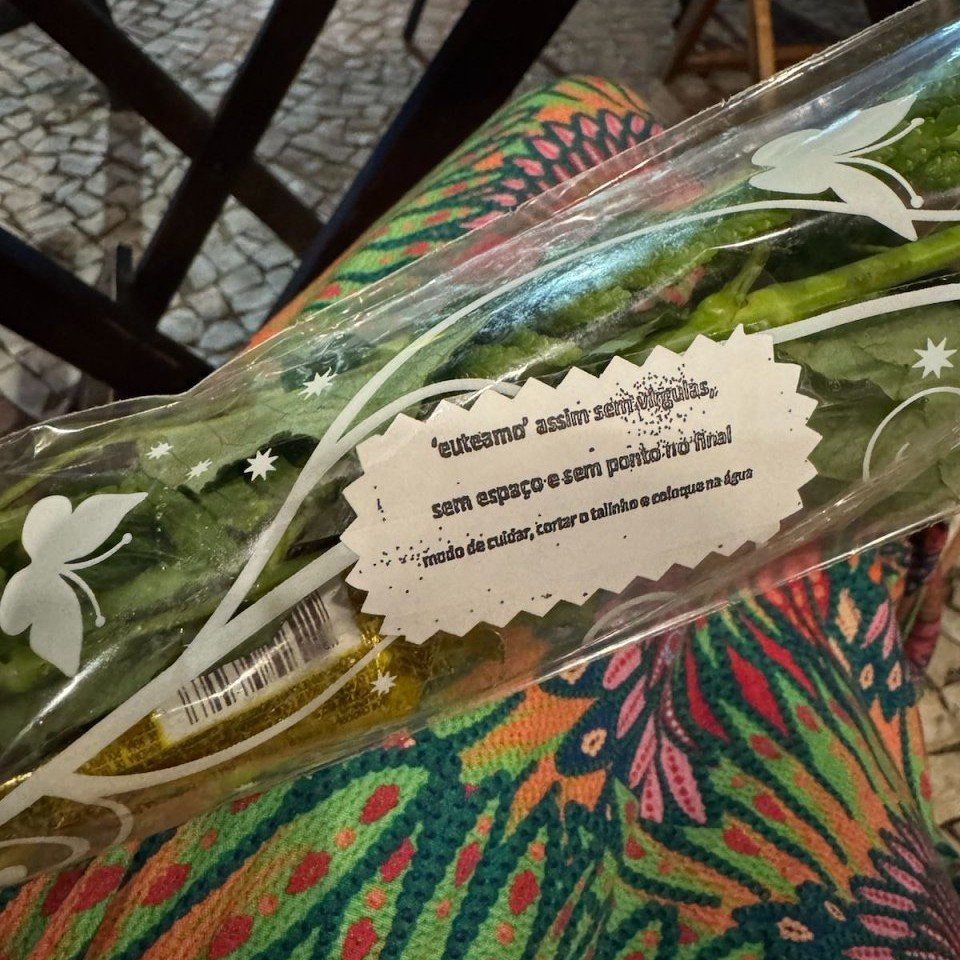 'euteamo' assim sem vírgulas,
sem espaço e sem ponto no final
modo de cuidar, cortar o talinho e coloque na água